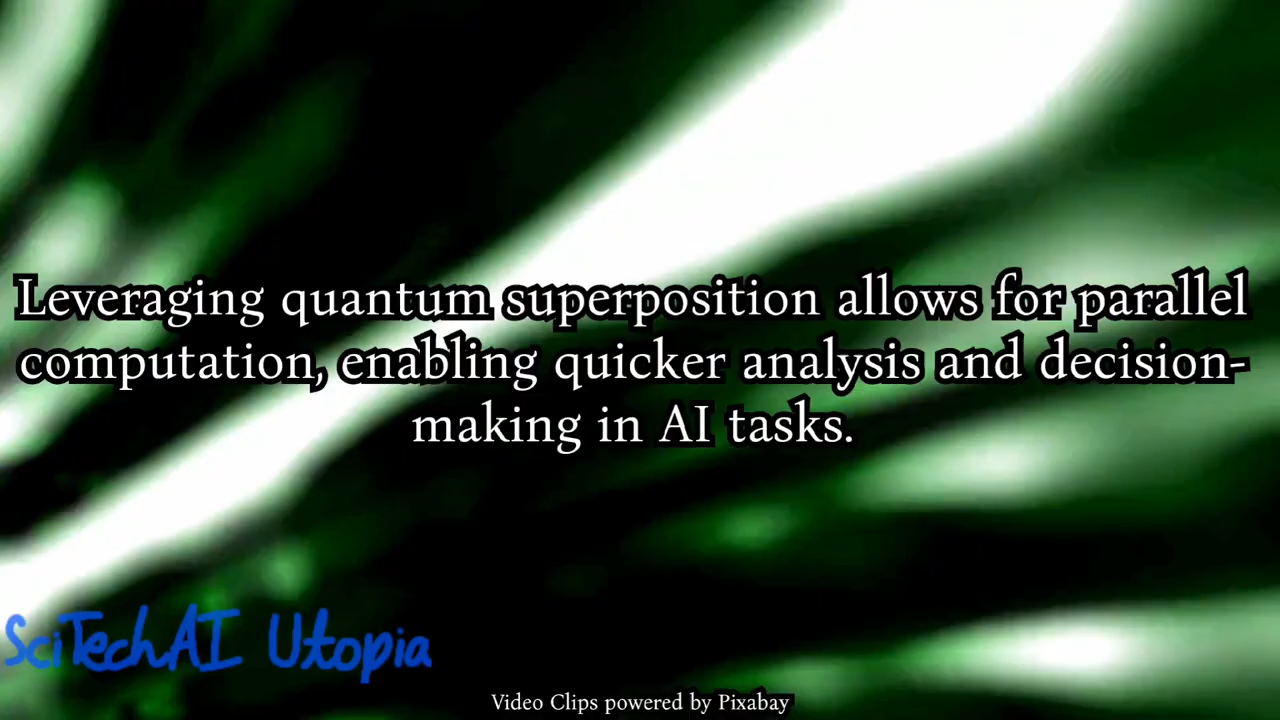 Leveraging quantum superposition allows for parallel
computation, enabling quicker analysis and decision-
making in AI tasks.
SciTechAI Utopia
Video Clips powered by Pixabay